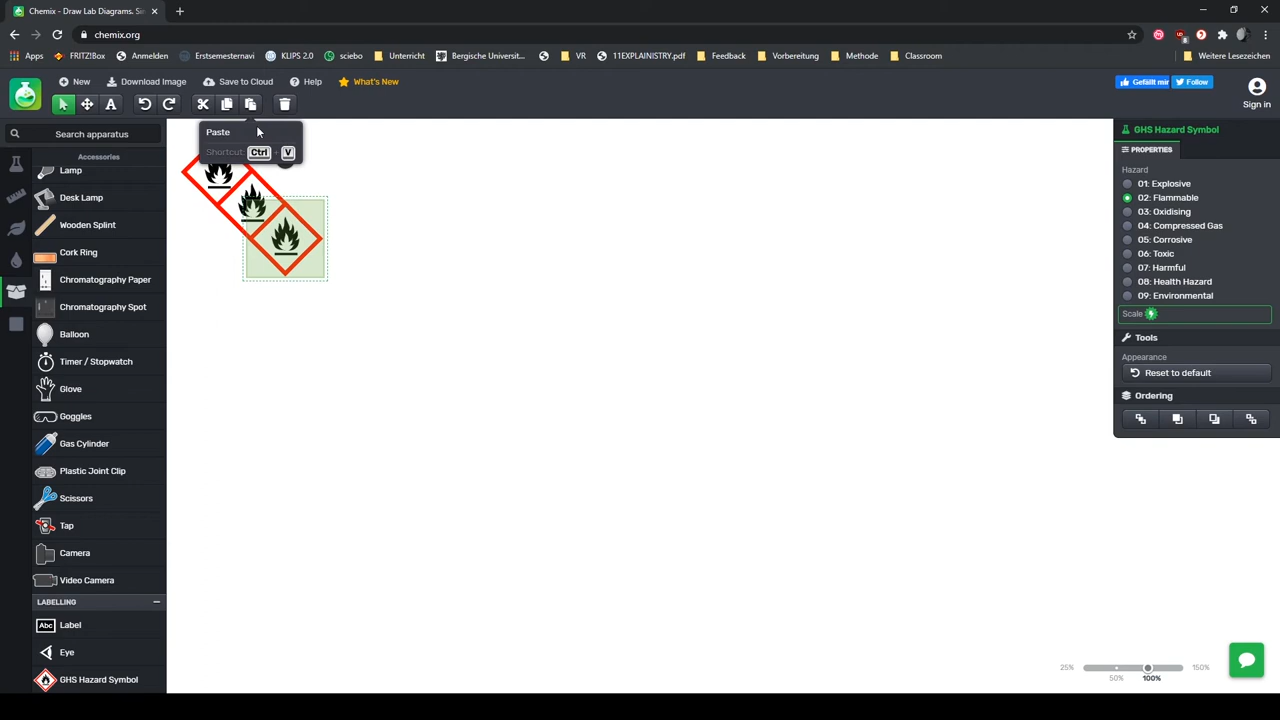 Chemix - Draw Lab Diagrams. Si
chemix.org
Apps
FRITZ!Box
Anmelden
Erstsemesternavi
KLIPS 2.0
sciebo
Unterricht
Bergische Universit...
VR
11EXPLAINISTRY.pdf
Feedback
Vorbereitung
Methode
Classroom
Weitere Lesezeichen
New
Download Image
Save to Cloud
Help
What's New
Gefällt mir
Follow
Sign in
Search apparatus
Paste
Shortcut: Ctrl + V
Accessories
Lamp
Desk Lamp
Wooden Splint
Cork Ring
Chromatography Paper
Chromatography Spot
Balloon
Timer / Stopwatch
Glove
Goggles
Gas Cylinder
Plastic Joint Clip
Scissors
Tap
Camera
Video Camera
LABELLING
Abc Label
Eye
GHS Hazard Symbol
GHS Hazard Symbol
PROPERTIES
Hazard
01: Explosive
02: Flammable
03: Oxidising
04: Compressed Gas
05: Corrosive
06: Toxic
07: Harmful
08: Health Hazard
09: Environmental
Scale
Tools
Appearance
Reset to default
Ordering
25%
150%
50%
100%